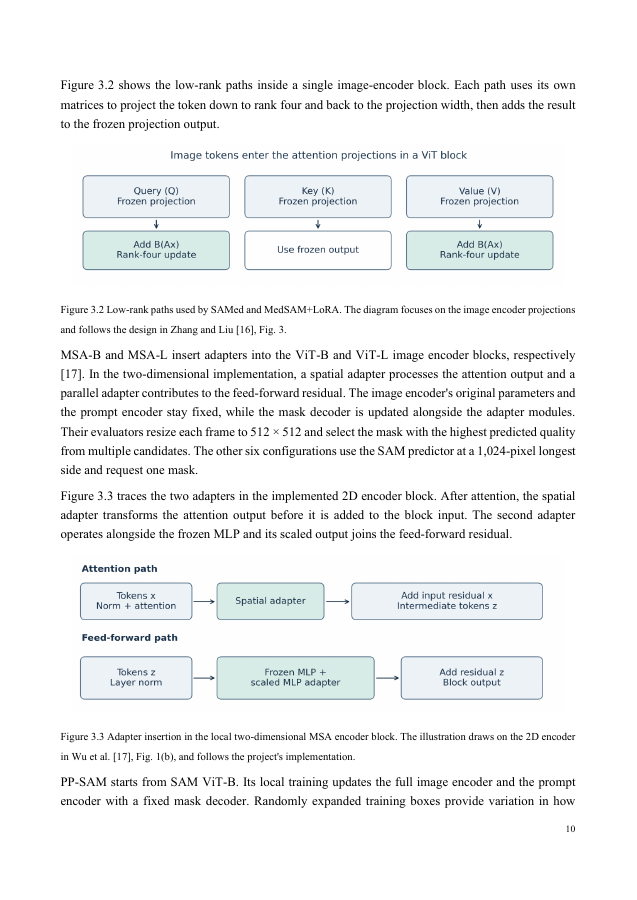 Figure 3.2 shows the low-rank paths inside a single image-encoder block. Each path uses its own
matrices to project the token down to rank four and back to the projection width, then adds the result
to the frozen projection output.
Image tokens enter the attention projections in a ViT block
Query (Q)
Frozen projection
Key (K)
Frozen projection
Value (V)
Frozen projection
Add B(Ax)
Rank-four update
Use frozen output
Add B(Ax)
Rank-four update
Figure 3.2 Low-rank paths used by SAMed and MedSAM+LoRA. The diagram focuses on the image encoder projections
and follows the design in Zhang and Liu [16], Fig. 3.
MSA-B and MSA-L insert adapters into the ViT-B and ViT-L image encoder blocks, respectively
[17]. In the two-dimensional implementation, a spatial adapter processes the attention output and a
parallel adapter contributes to the feed-forward residual. The image encoder's original parameters and
the prompt encoder stay fixed, while the mask decoder is updated alongside the adapter modules.
Their evaluators resize each frame to 512 × 512 and select the mask with the highest predicted quality
from multiple candidates. The other six configurations use the SAM predictor at a 1,024-pixel longest
side and request one mask.
Figure 3.3 traces the two adapters in the implemented 2D encoder block. After attention, the spatial
adapter transforms the attention output before it is added to the block input. The second adapter
operates alongside the frozen MLP and its scaled output joins the feed-forward residual.
Attention path
Tokens x
Norm + attention
Spatial adapter
Add input residual x
Intermediate tokens z
Feed-forward path
Tokens z
Layer norm
Frozen MLP +
scaled MLP adapter
Add residual z
Block output
Figure 3.3 Adapter insertion in the local two-dimensional MSA encoder block. The illustration draws on the 2D encoder
in Wu et al. [17], Fig. 1(b), and follows the project's implementation.
PP-SAM starts from SAM ViT-B. Its local training updates the full image encoder and the prompt
encoder with a fixed mask decoder. Randomly expanded training boxes provide variation in how
10